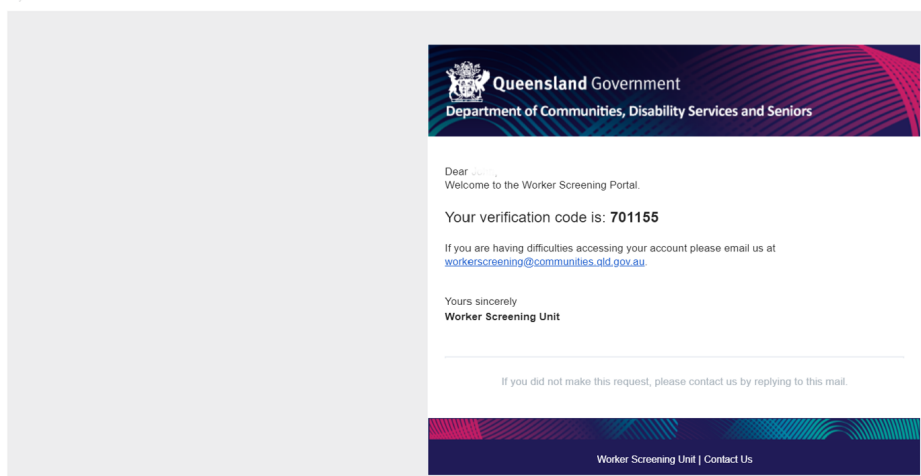 Queensland Government
Department of Communities, Disability Services and Seniors
Dear
Welcome to the Worker Screening Portal.
Your verification code is: 701155
If you are having difficulties accessing your account please email us at
workerscreening@communities.qld.gov.au.
Yours sincerely
Worker Screening Unit
If you did not make this request, please contact us by replying to this mail.
Worker Screening Unit | Contact Us